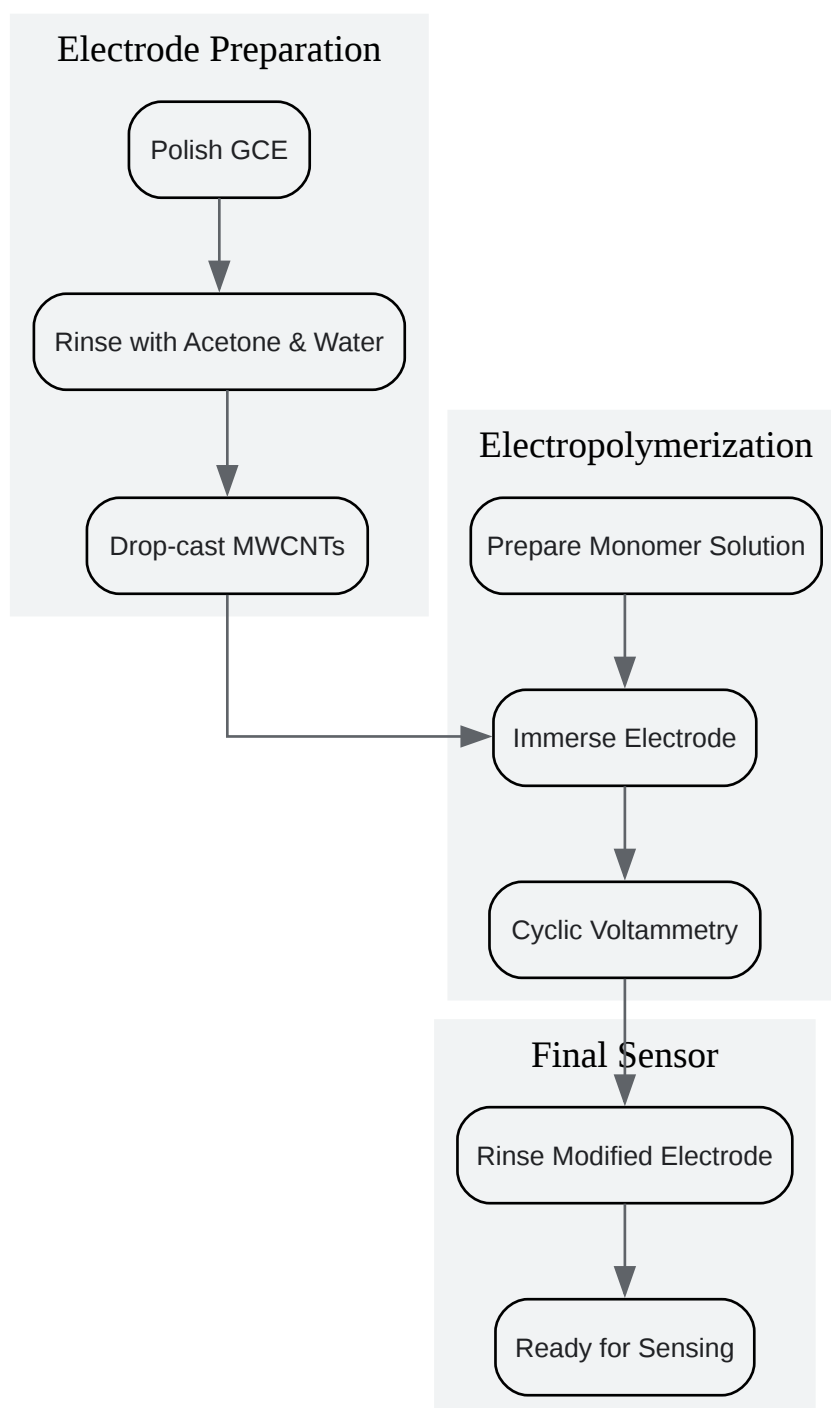 Electrode Preparation
Polish GCE
Rinse with Acetone & Water
Drop-cast MWCNTs
Electropolymerization
Prepare Monomer Solution
Immerse Electrode
Cyclic Voltammetry
Final Sensor
Rinse Modified Electrode
Ready for Sensing